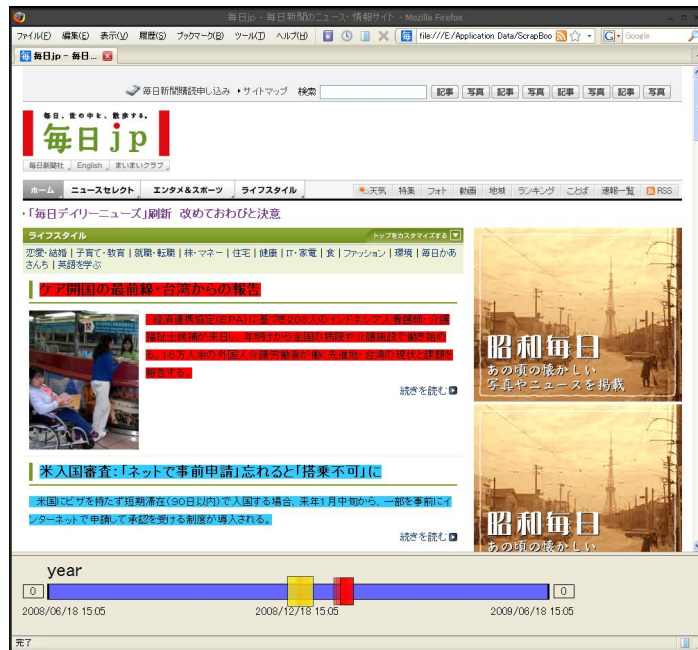 毎日jp - 毎日新聞のニュース・情報サイト - Mozilla Firefox
ファイル(F) 編集(E) 表示(V) 履歴(S) ブックマーク(B) ツール(T) ヘルプ(H) file:///E:/Application Data/ScrapBoo Google
毎日jp - 毎日...
毎日新聞購読申し込み サイトマップ 検索 記事 写真 記事 写真 記事 写真 記事 写真
毎日、世の中を、散歩する。
毎日jp
毎日新聞社 English まいまいクラブ
ホーム ニュースセレクト エンタメ&スポーツ ライフスタイル 天気 特集 フォト 動画 地域 ランキング ことば 速報一覧 RSS
「毎日デイリーニューズ」刷新 改めておわびと決意
ライフスタイル トップをカスタマイズする
恋愛・結婚 | 子育て・教育 | 就職・転職 | 株・マネー | 住宅 | 健康 | IT・家電 | 食 | ファッション | 環境 | 毎日かあ
さんち | 英語を学ぶ
ケア開国の最前線・台湾からの報告
経済連携協定(EPA)に基づき208人のインドネシア人看護師・介護
福祉士候補が来日し、年明けから全国の病院や介護施設で働き始め
る。16万人余の外国人介護労働者が働く先進地・台湾の現状と課題を
報告する。
続きを読む
米入国審査:「ネットで事前申請」忘れると「搭乗不可」に
米国にビザを持たず短期滞在(90日以内)で入国する場合、来年1月中旬から、一部を事前にイ
ンターネットで申請して承認を受ける制度が導入される。
続きを読む
昭和毎日
あの頃の懐かしい
写真やニュースを掲載
昭和毎日
あの頃の懐かしい
year
0 0
2008/06/18 15:05 2008/12/18 15:05 2009/06/18 15:05
完了